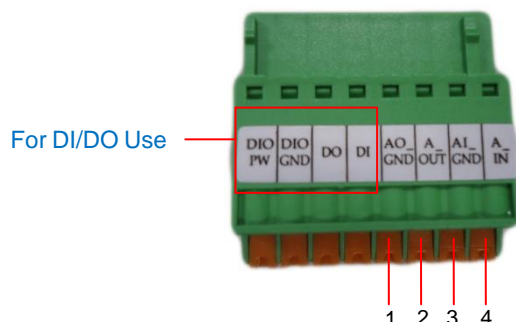 For DI/DO Use
DIO PW
DIO GND
DO
DI
AO_ GND
A_ OUT
AI_ GND
A_ IN
1 2 3 4